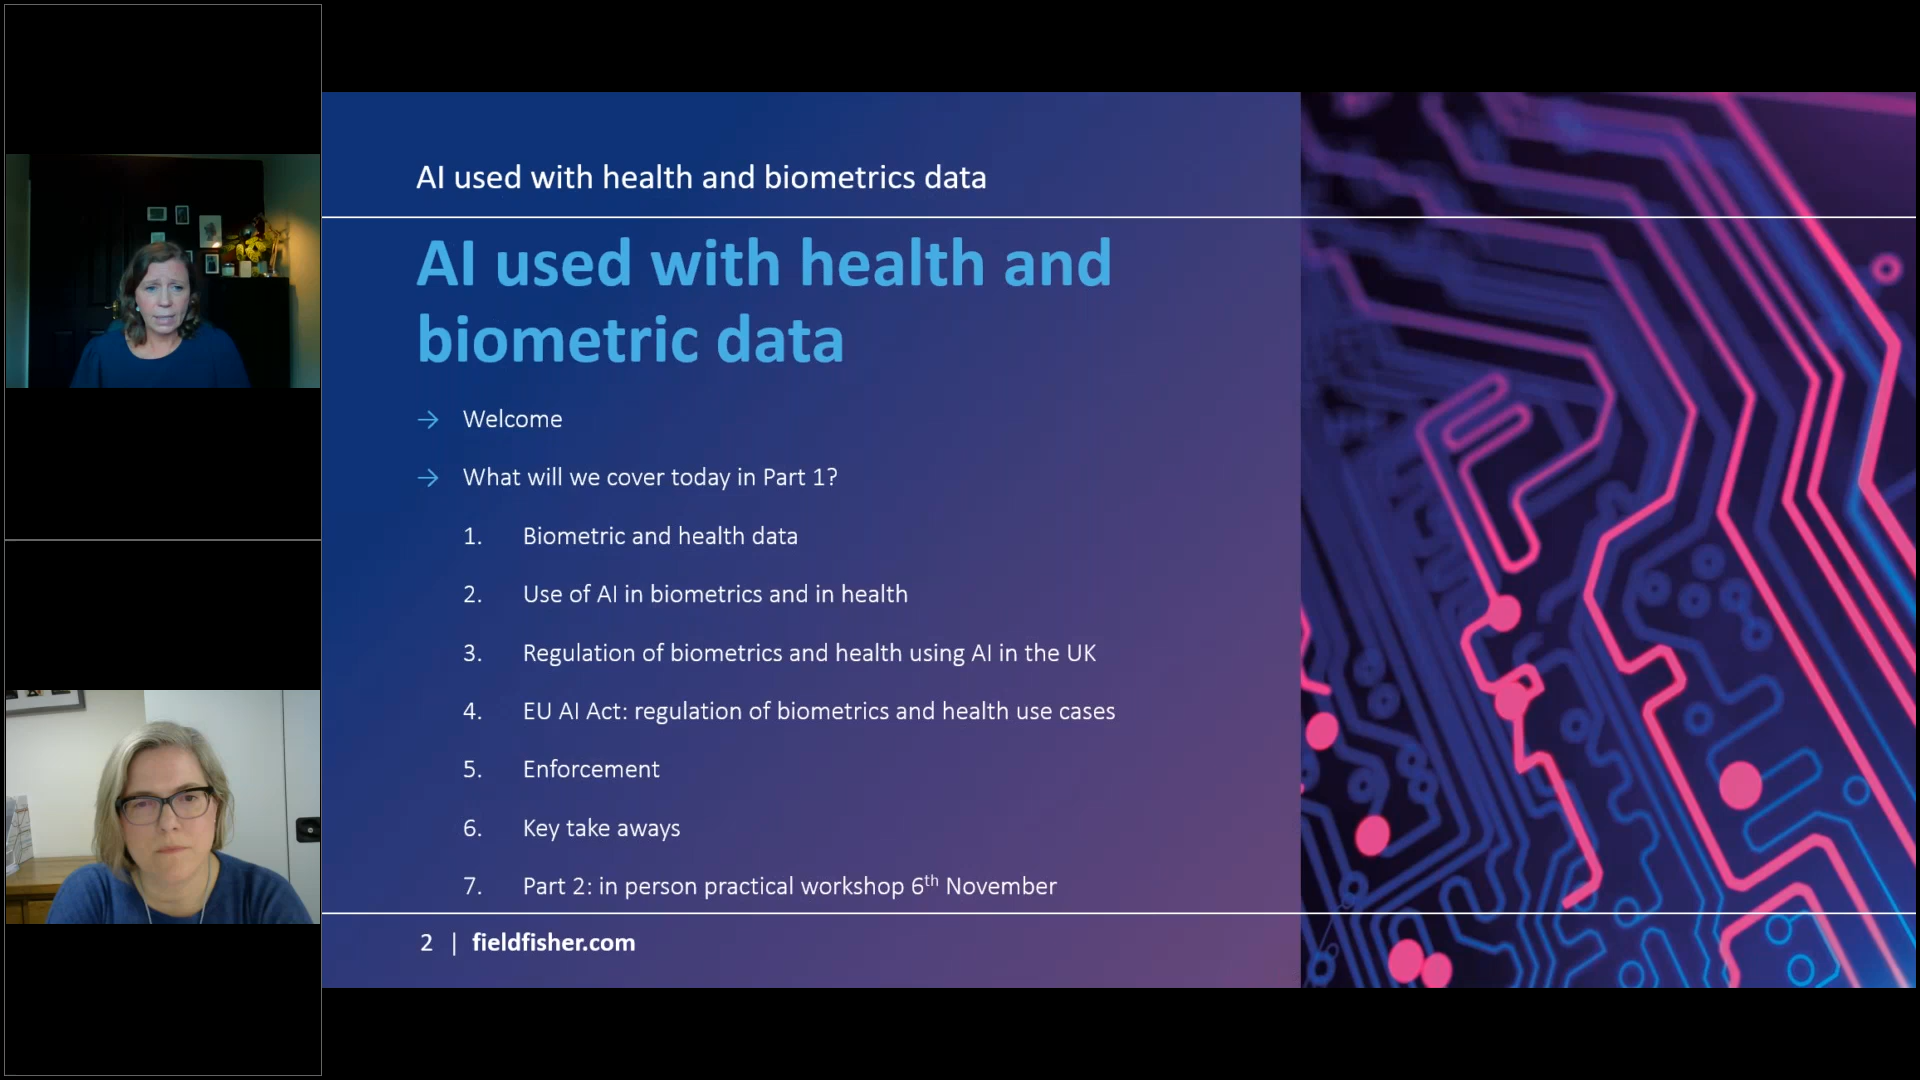 AI used with health and biometrics data
AI used with health and
biometric data
→ Welcome
→ What will we cover today in Part 1?
1. Biometric and health data
2. Use of AI in biometrics and in health
3. Regulation of biometrics and health using AI in the UK
4. EU AI Act: regulation of biometrics and health use cases
5. Enforcement
6. Key take aways
7. Part 2: in person practical workshop 6th November
2 | fieldfisher.com